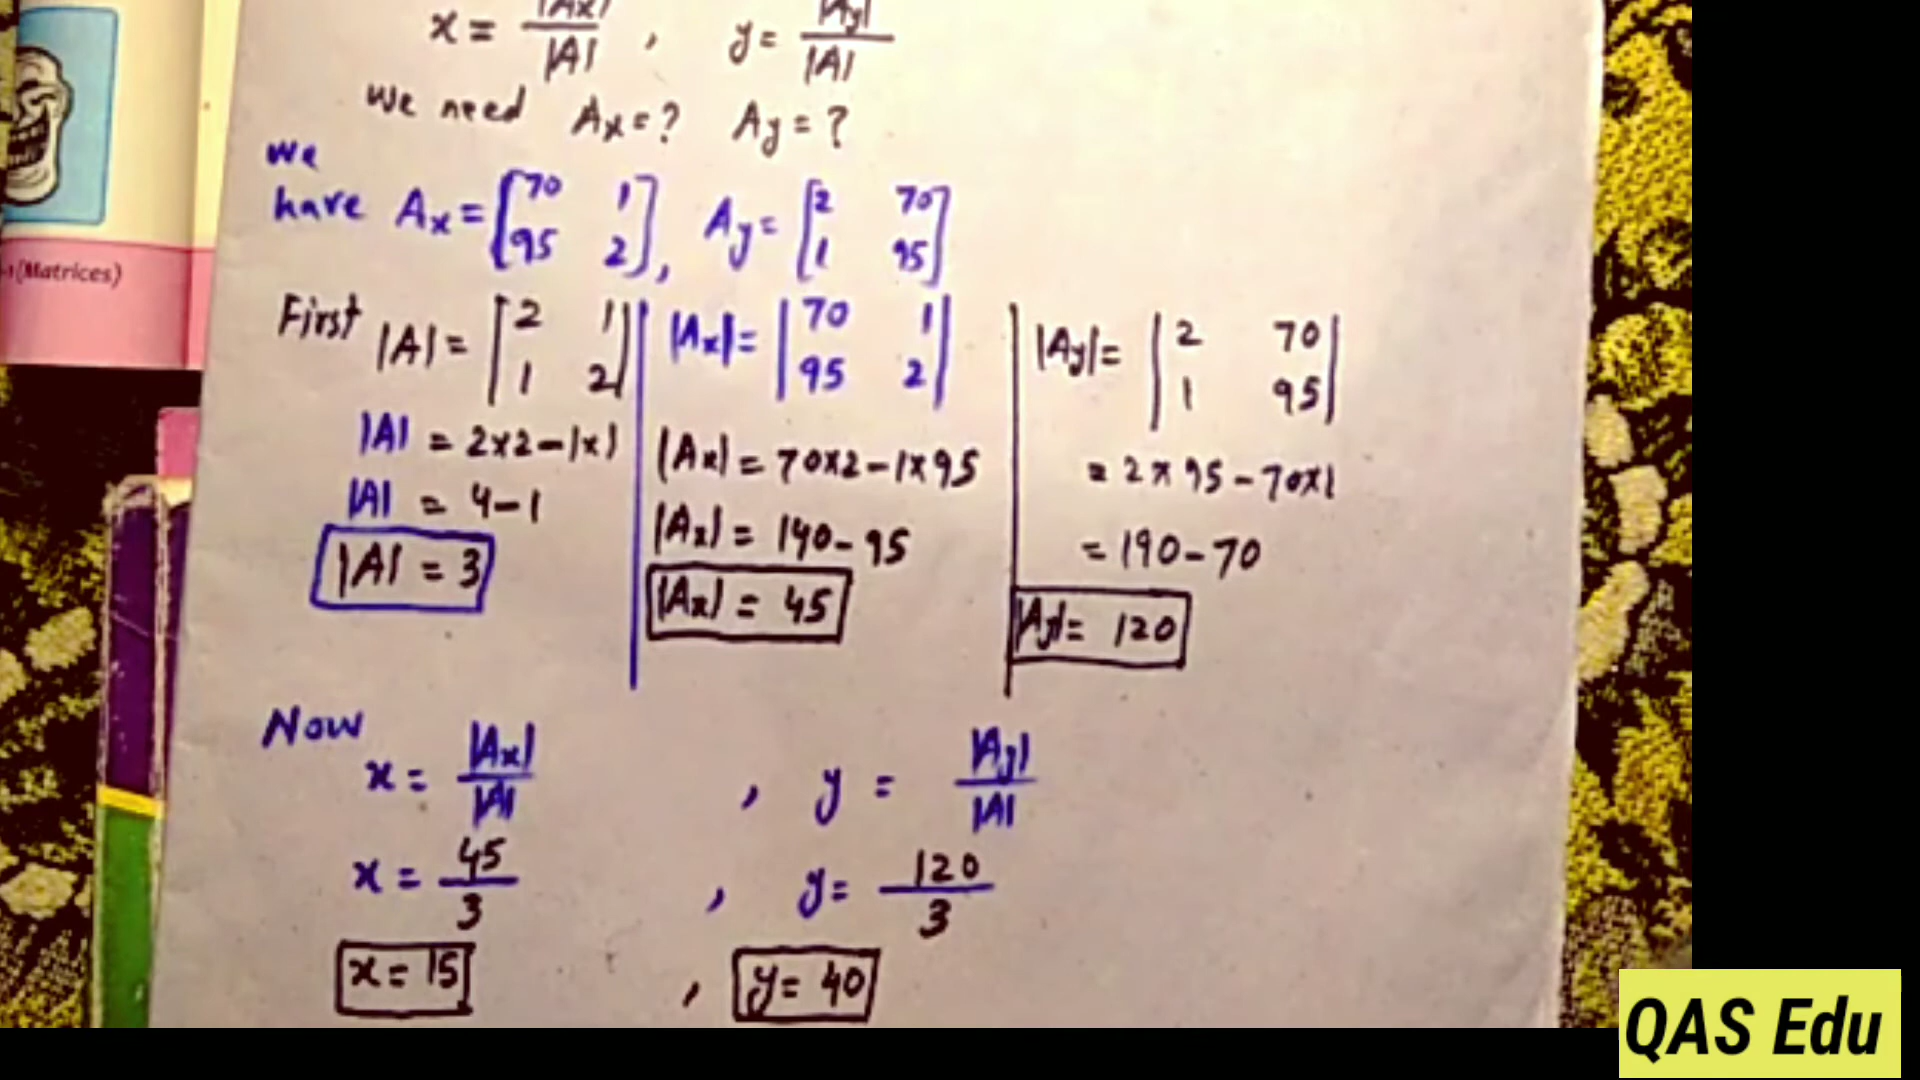 x = |Ax| / |A| , y = |Ay| / |A|
We need Ax = ? Ay = ?
we
have Ax = [70 1
95 2], Ay = [2 70
1 95]
First |A| = [2 1
1 2]
|A| = 2×2-1×1
|A| = 4-1
|A| = 3
|Ax| = |70 1
95 2|
|Ax| = 70×2-1×95
|Ax| = 140-95
|Ax| = 45
|Ay| = |2 70
1 95|
= 2×95-70×1
= 190-70
|Ay| = 120
Now
x = |Ax| / |A| , y = |Ay| / |A|
x = 45 / 3 , y = 120 / 3
x = 15 , y = 40
(Matrices)
QAS Edu